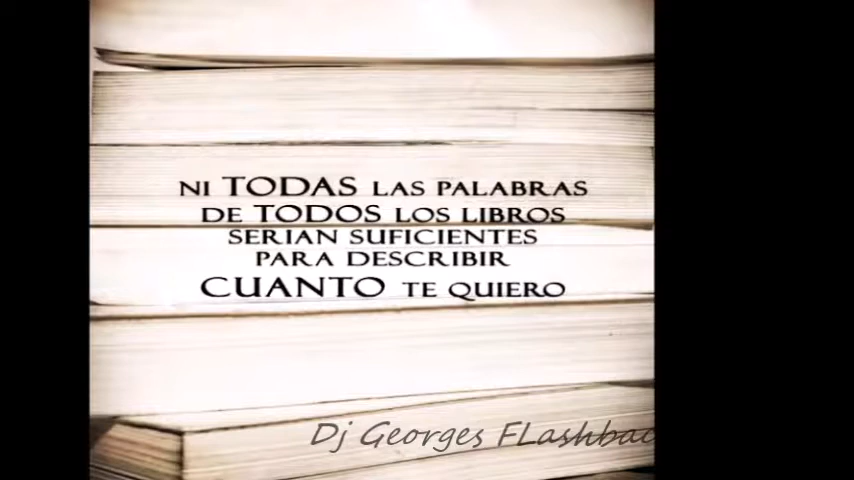 NI TODAS LAS PALABRAS
DE TODOS LOS LIBROS
SERIAN SUFICIENTES
PARA DESCRIBIR
CUANTO TE QUIERO
Dj Georges FLashbac